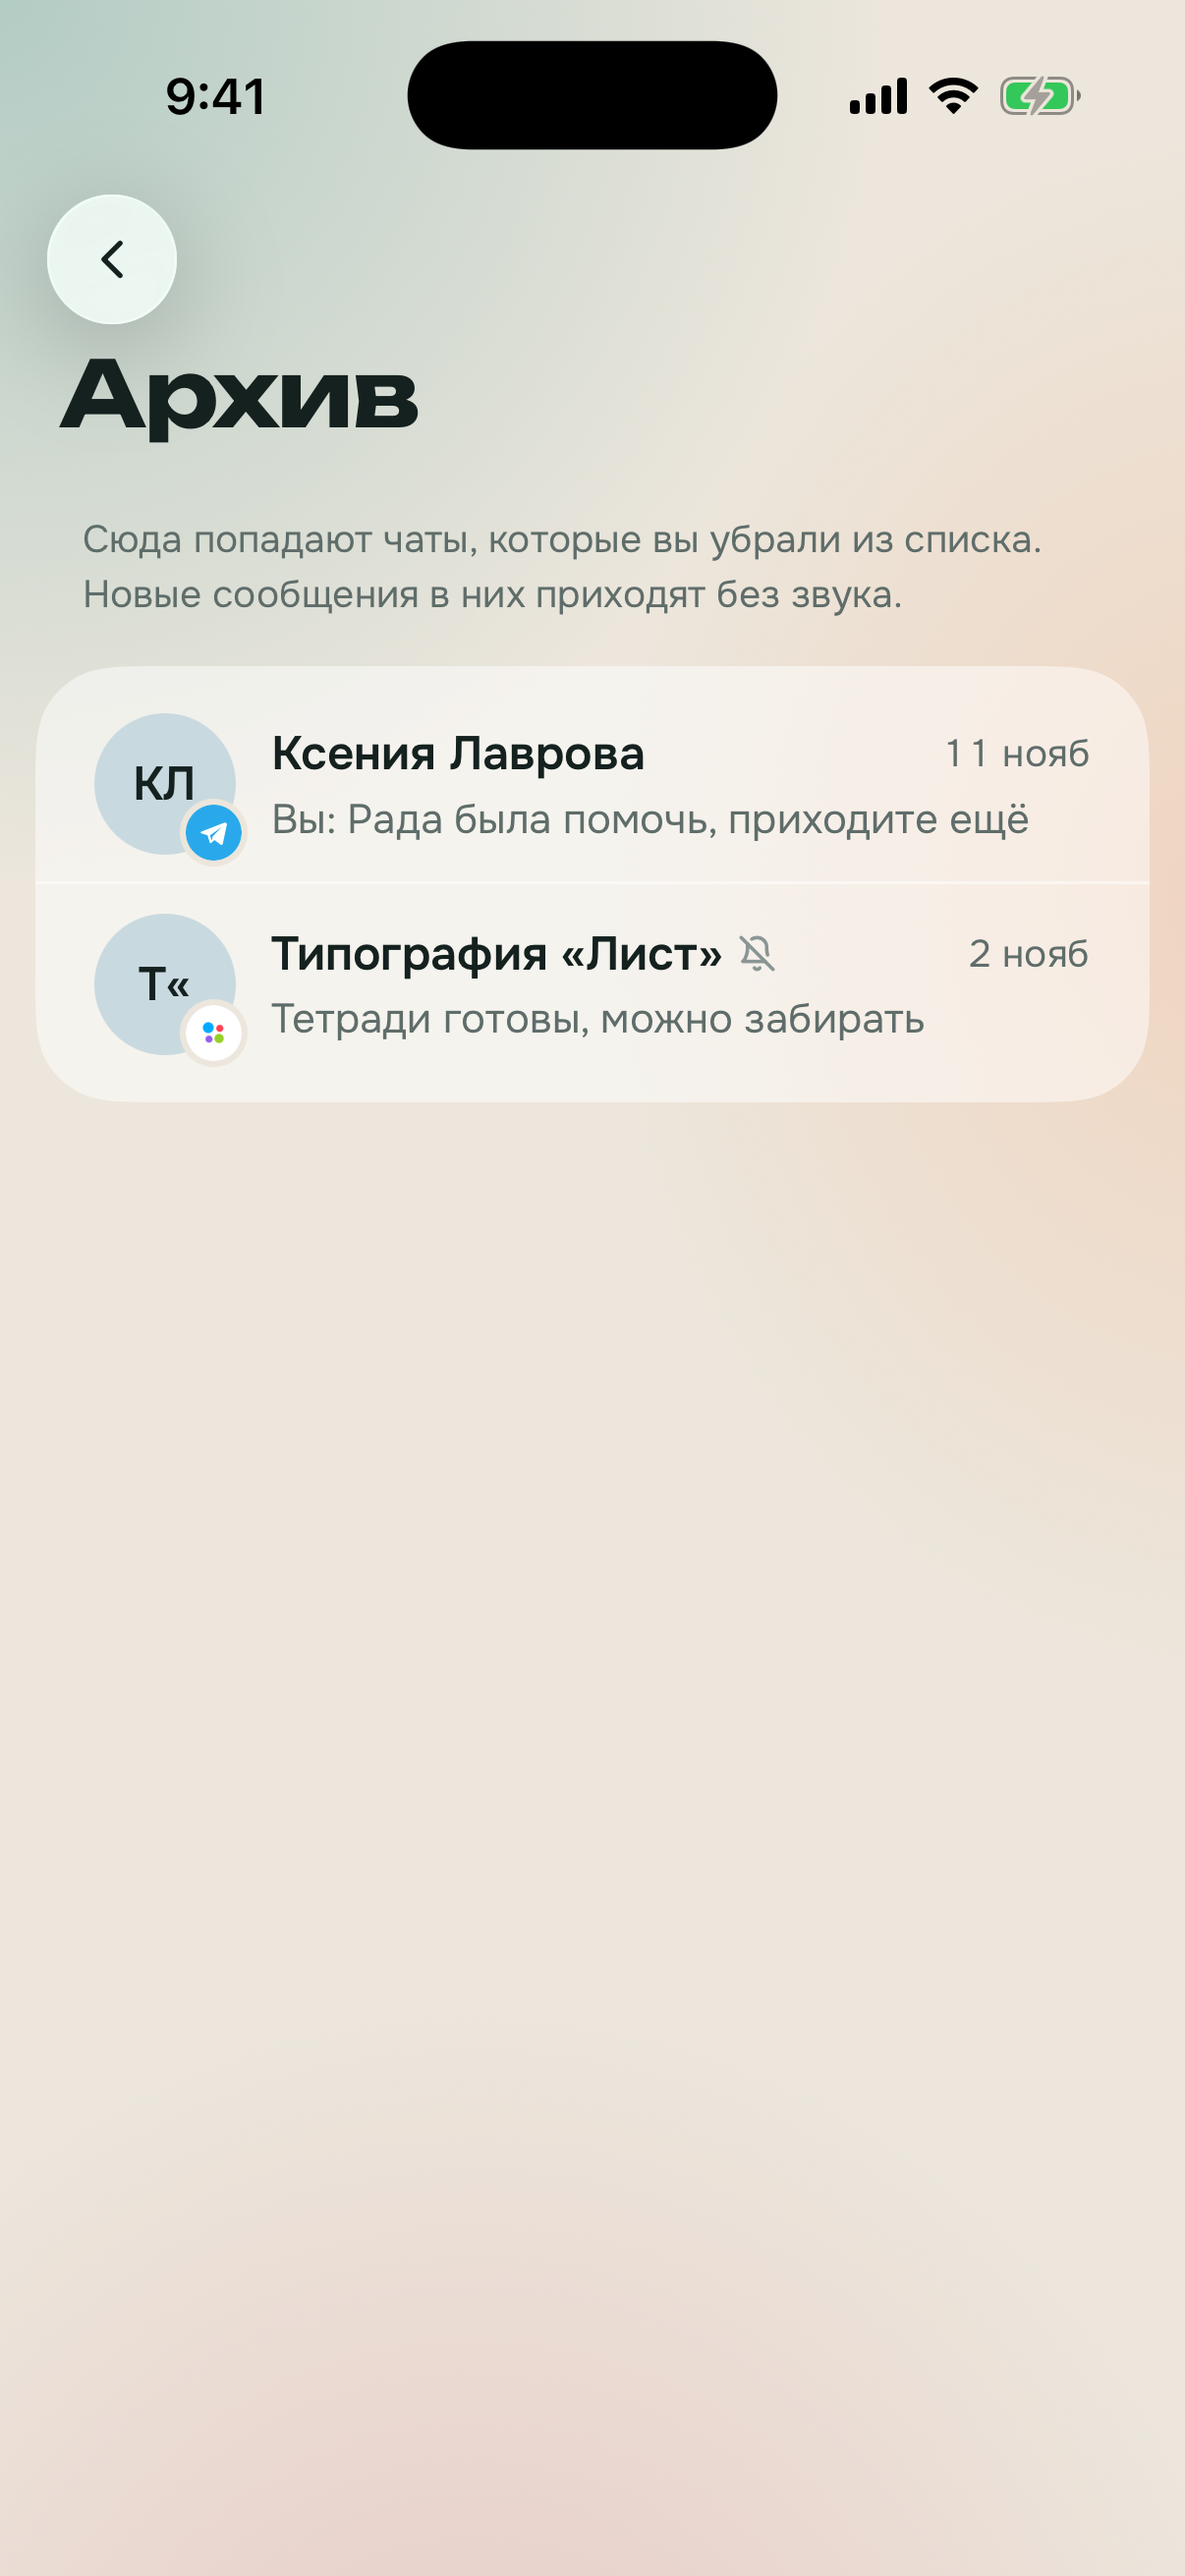 9:41
Архив
Сюда попадают чаты, которые вы убрали из списка.
Новые сообщения в них приходят без звука.
КЛ
Ксения Лаврова
11 нояб
Вы: Рада была помочь, приходите ещё
Т«
Типография «Лист»
2 нояб
Тетради готовы, можно забирать